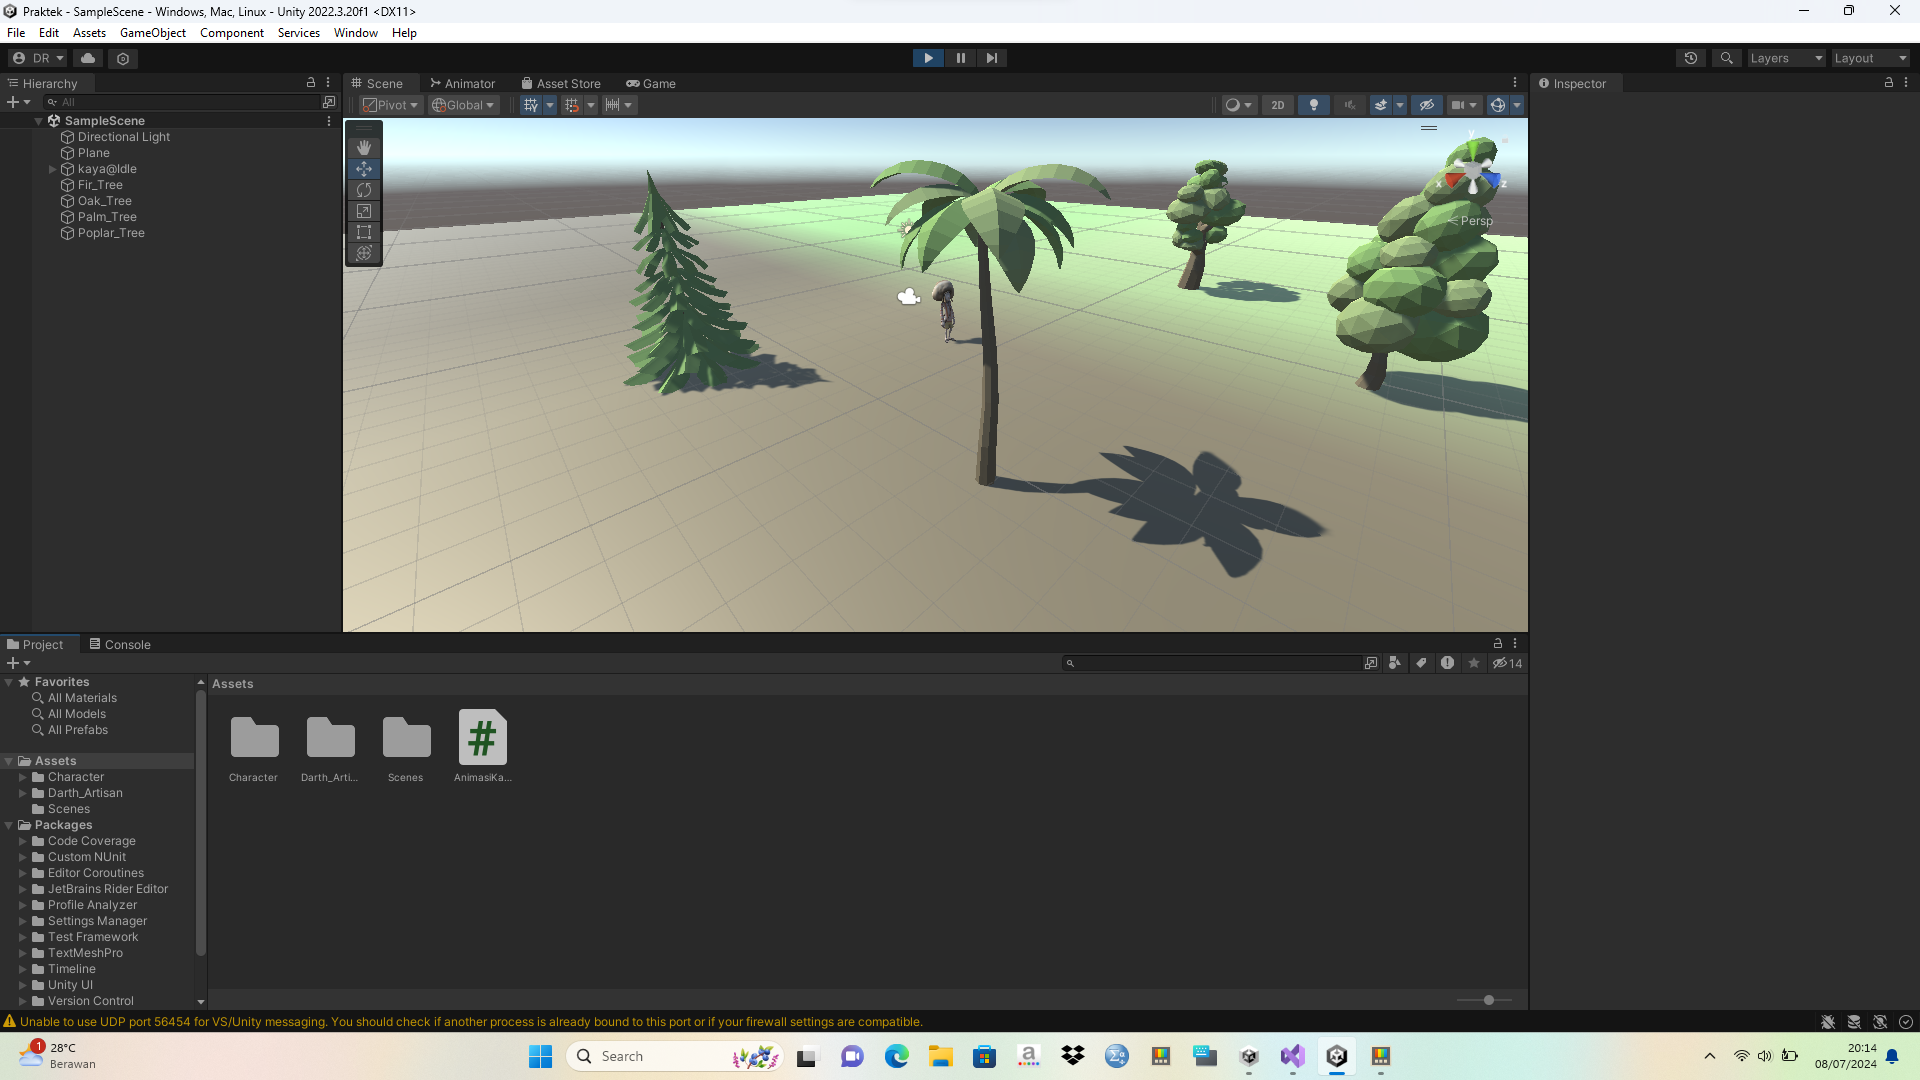 Praktek - SampleScene - Windows, Mac, Linux - Unity 2022.3.20f1 <DX11>
File Edit Assets GameObject Component Services Window Help
DR
Layers Layout
Hierarchy
All
SampleScene
Directional Light
Plane
kaya@Idle
Fir_Tree
Oak_Tree
Palm_Tree
Poplar_Tree
Scene Animator Asset Store Game
Pivot Global 2D
y
x z
Persp
Inspector
Project Console
14
Favorites
All Materials
All Models
All Prefabs
Assets
Character
Darth_Artisan
Scenes
Packages
Code Coverage
Custom NUnit
Editor Coroutines
JetBrains Rider Editor
Profile Analyzer
Settings Manager
Test Framework
TextMeshPro
Timeline
Unity UI
Version Control
Assets
Character Darth_Arti... Scenes AnimasiKa...
#
Unable to use UDP port 56454 for VS/Unity messaging. You should check if another process is already bound to this port or if your firewall settings are compatible.
1
28°C
Berawan
Search
a
20:14
08/07/2024